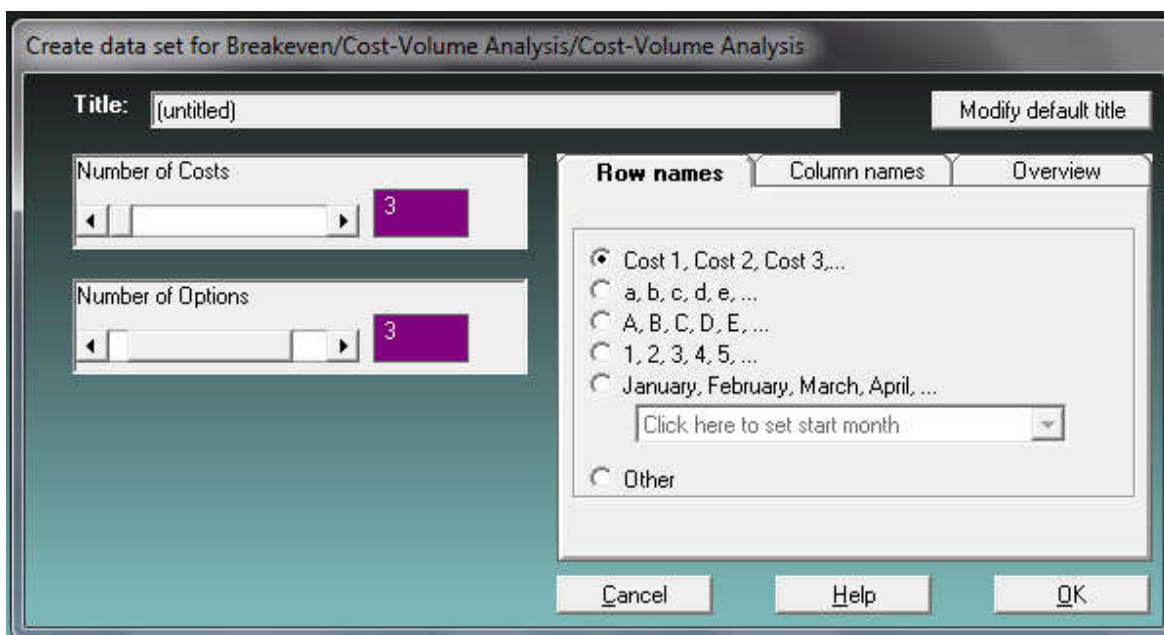 Create data set for Breakeven/Cost-Volume Analysis/Cost-Volume Analysis
Title: (untitled) Modify default title
Number of Costs
3
Number of Options
3
Row names Column names Overview
Cost 1, Cost 2, Cost 3,...
a, b, c, d, e, ...
A, B, C, D, E, ...
1, 2, 3, 4, 5, ...
January, February, March, April, ...
Click here to set start month
Other
Cancel Help OK